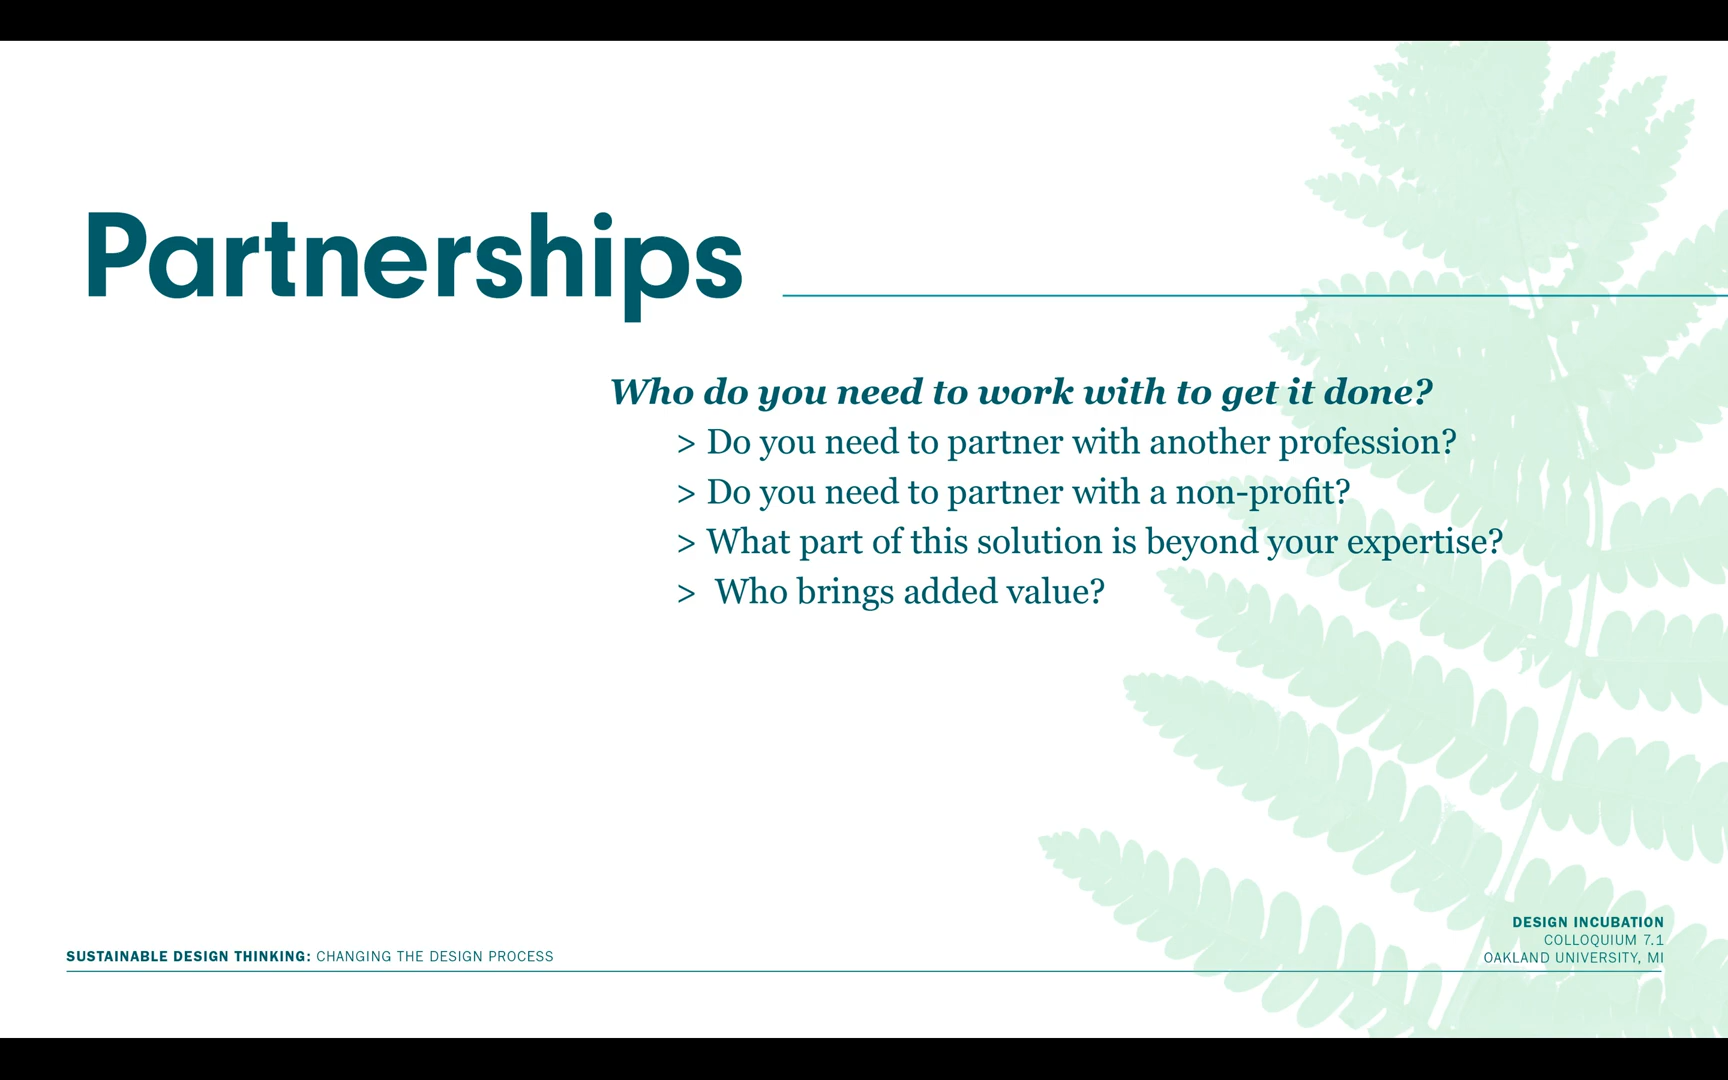 Partnerships
Who do you need to work with to get it done?
> Do you need to partner with another profession?
> Do you need to partner with a non-profit?
> What part of this solution is beyond your expertise?
> Who brings added value?
SUSTAINABLE DESIGN THINKING: CHANGING THE DESIGN PROCESS
DESIGN INCUBATION
COLLOQUIUM 7.1
OAKLAND UNIVERSITY, MI